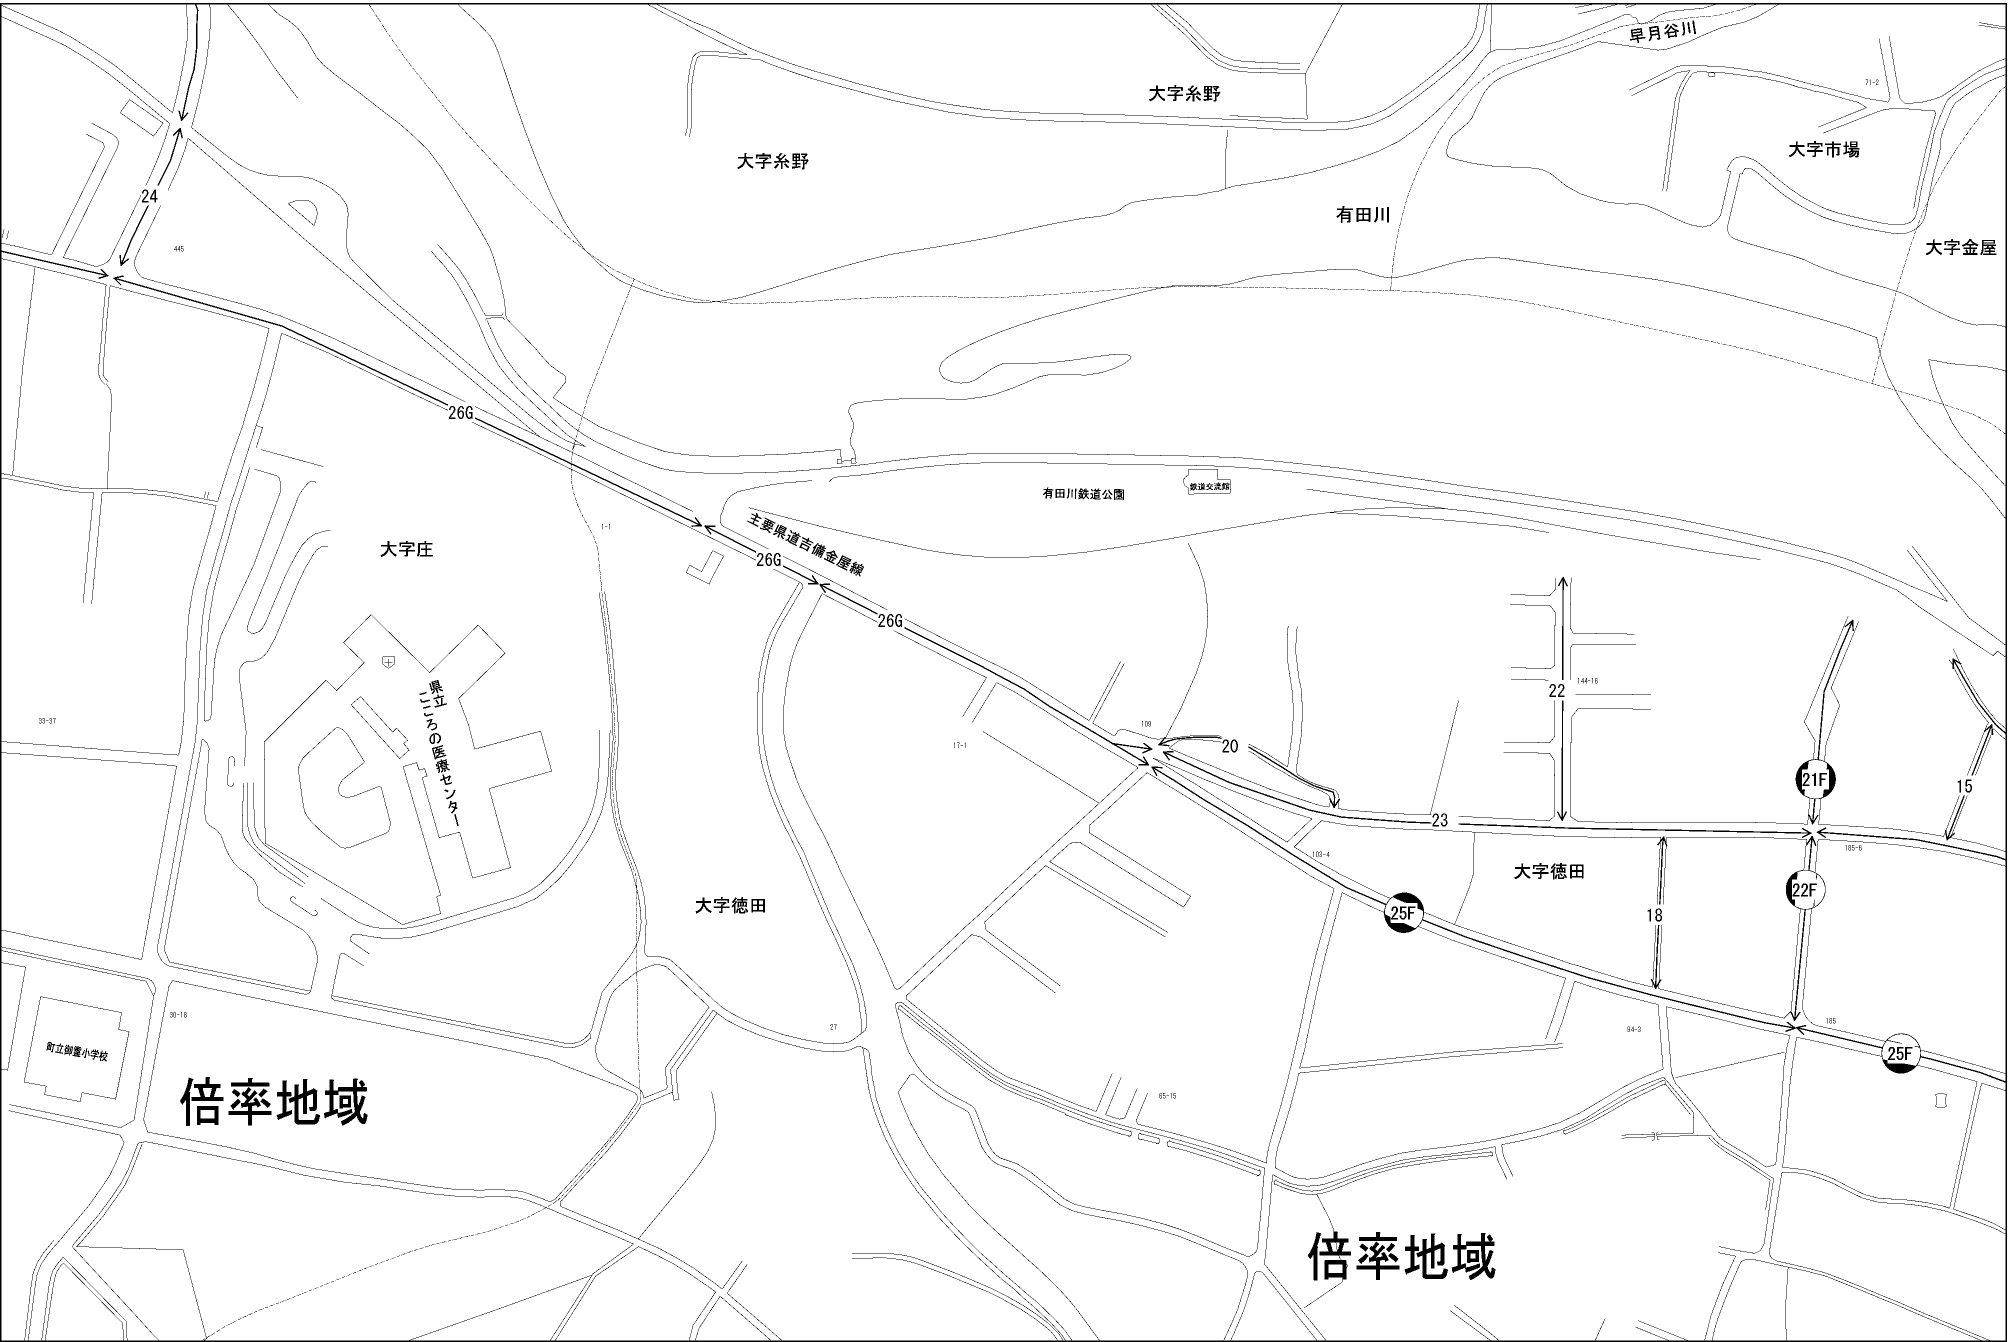 早月谷川
71-2
大字糸野
大字市場
大字糸野
24
有田川
445
大字金屋
26G
鉄道交流館
有田川鉄道公園
主要県道吉備金屋線
1-1
大字庄
26G
26G
県立
こころの医療センター
22
144-16
33-37
109
17-1
20
21F
15
23
103-4
185-6
大字徳田
22F
大字徳田
25F
18
30-18
27
94-3
185
町立御霊小学校
25F
倍率地域
65-15
倍率地域